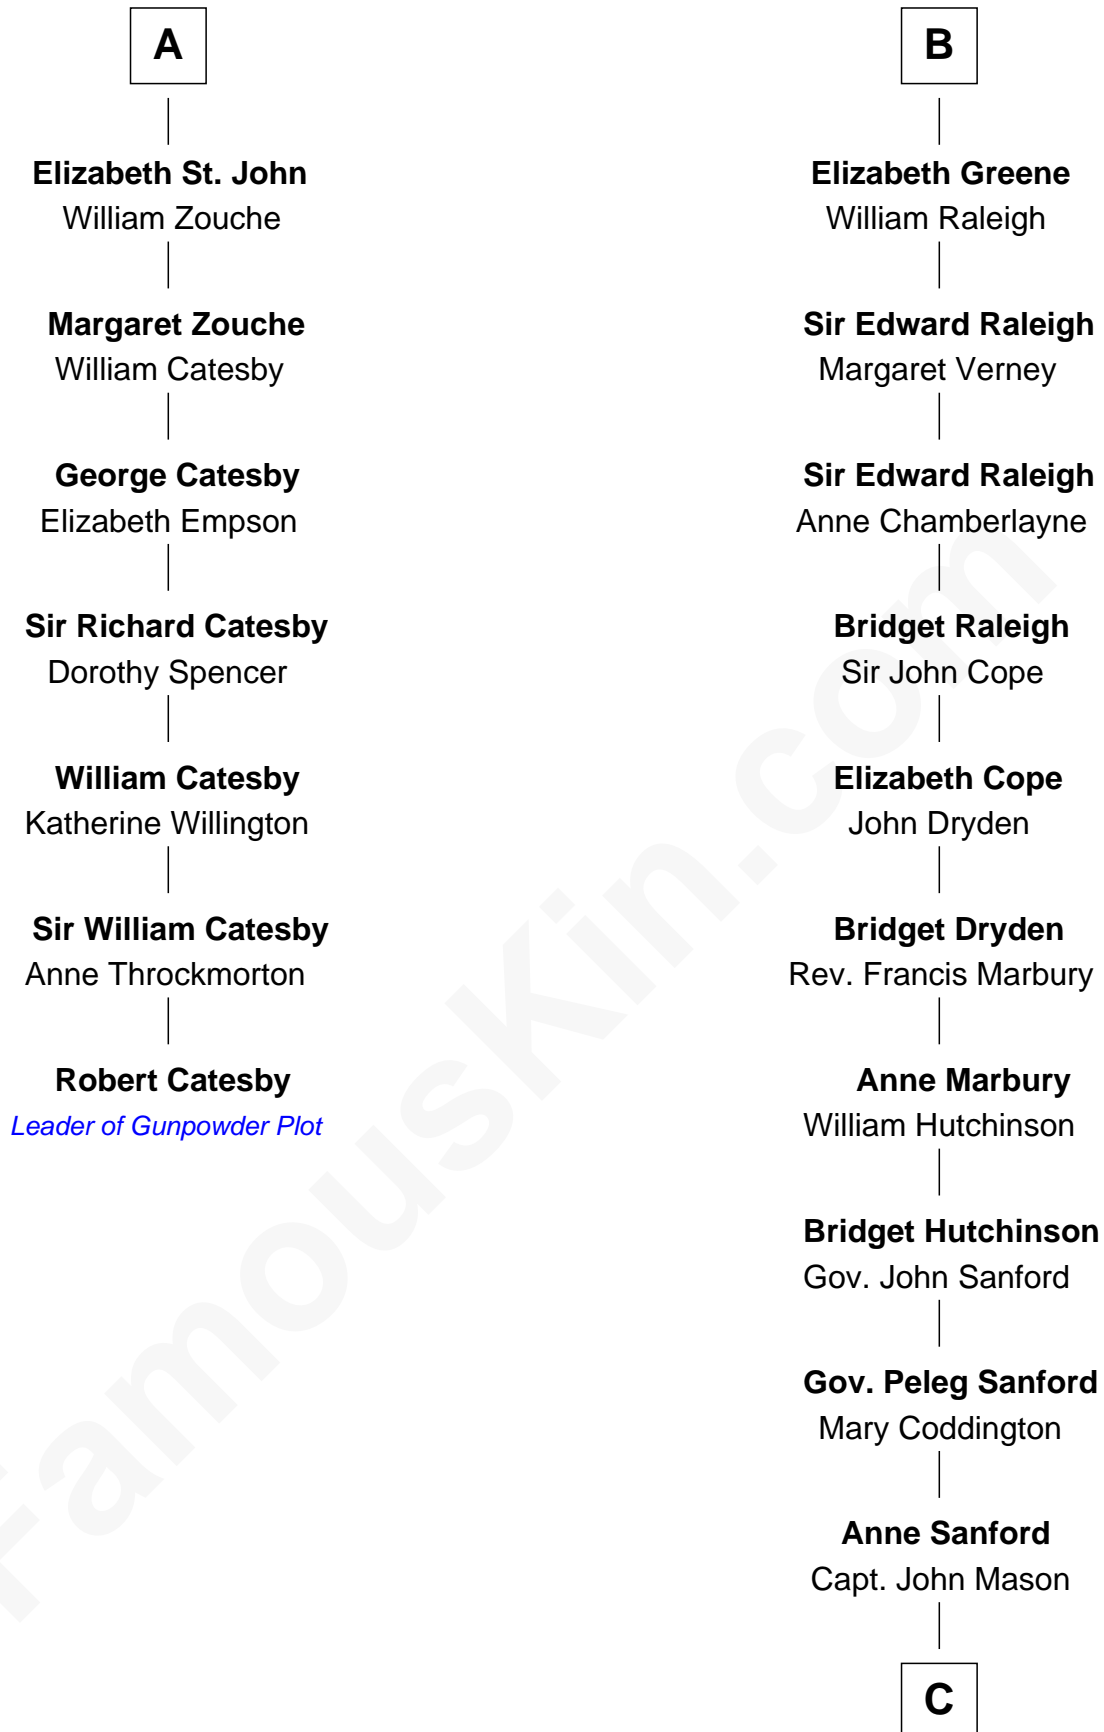 A
Elizabeth St. John
William Zouche
Margaret Zouche
William Catesby
George Catesby
Elizabeth Empson
Sir Richard Catesby
Dorothy Spencer
William Catesby
Katherine Willington
Sir William Catesby
Anne Throckmorton
Robert Catesby
Leader of Gunpowder Plot
B
Elizabeth Greene
William Raleigh
Sir Edward Raleigh
Margaret Verney
Sir Edward Raleigh
Anne Chamberlayne
Bridget Raleigh
Sir John Cope
Elizabeth Cope
John Dryden
Bridget Dryden
Rev. Francis Marbury
Anne Marbury
William Hutchinson
Bridget Hutchinson
Gov. John Sanford
Gov. Peleg Sanford
Mary Coddington
Anne Sanford
Capt. John Mason
C
FamousKin.com